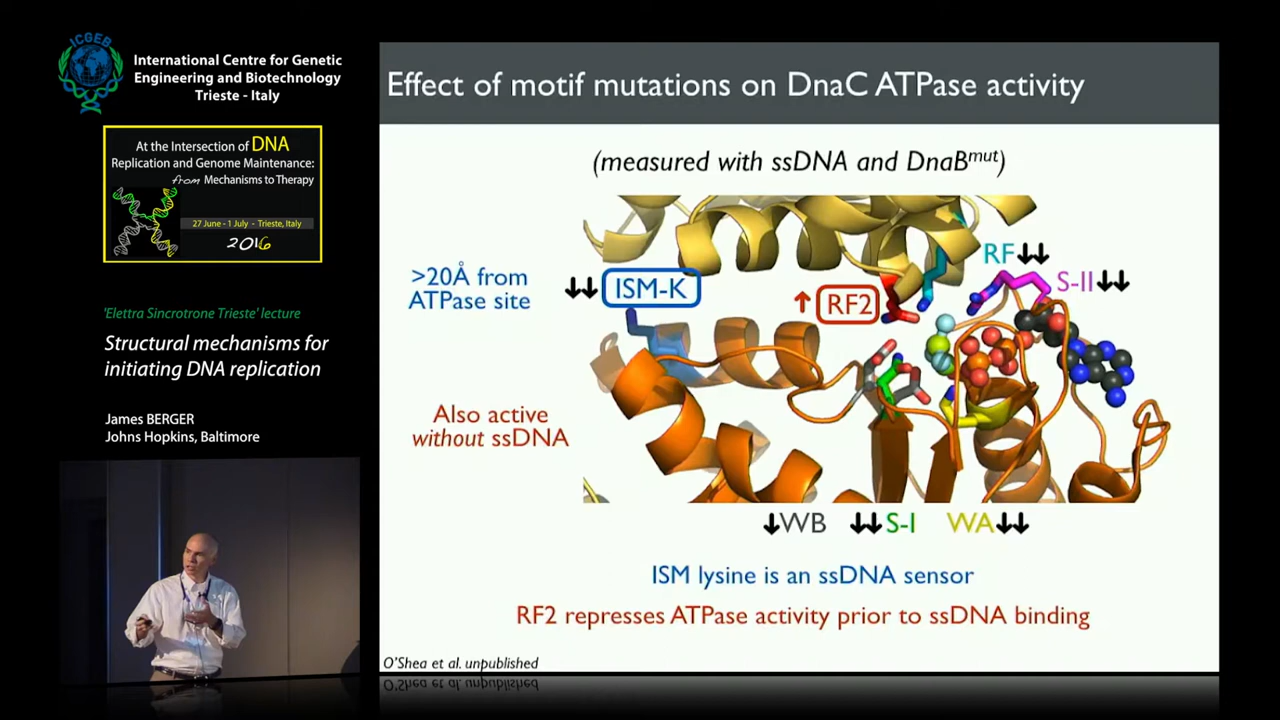 ICGEB
International Centre for Genetic
Engineering and Biotechnology
Trieste - Italy
At the Intersection of DNA
Replication and Genome Maintenance:
from Mechanisms to Therapy
27 June - 1 July - Trieste, Italy
2016
'Elettra Sincrotrone Trieste' lecture
Structural mechanisms for
initiating DNA replication
James BERGER
Johns Hopkins, Baltimore
Effect of motif mutations on DnaC ATPase activity
(measured with ssDNA and DnaBmut)
>20Å from
ATPase site
↓↓ ISM-K
↑ RF2
RF↓↓
S-II↓↓
Also active
without ssDNA
↓WB ↓↓S-I WA↓↓
ISM lysine is an ssDNA sensor
RF2 represses ATPase activity prior to ssDNA binding
O'Shea et al. unpublished